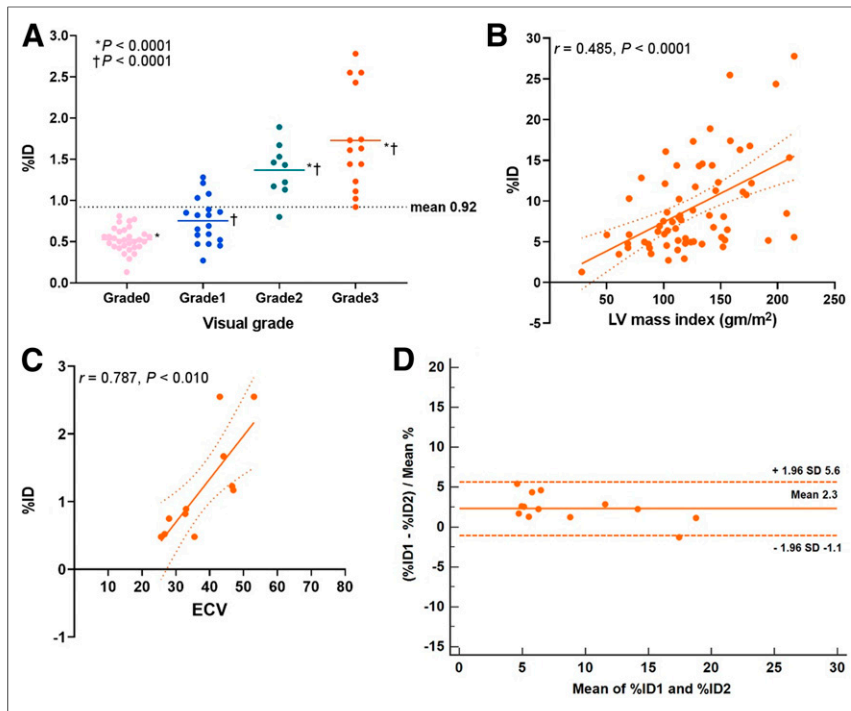 A
*P < 0.0001
†P < 0.0001
%ID
3.0
2.5
2.0
1.5
1.0
0.5
0.0
mean 0.92
*
†
*†
*†
Grade0 Grade1 Grade2 Grade3
Visual grade
B
r = 0.485, P < 0.0001
%ID
30
25
20
15
10
5
0
-5
50 100 150 200 250
LV mass index (gm/m²)
C
r = 0.787, P < 0.010
%ID
3
2
1
0
-1
10 20 30 40 50 60 70 80
ECV
D
(%ID1 - %ID2) / Mean %
20
15
10
5
0
-5
-10
-15
+ 1.96 SD 5.6
Mean 2.3
- 1.96 SD -1.1
0 5 10 15 20 25 30
Mean of %ID1 and %ID2